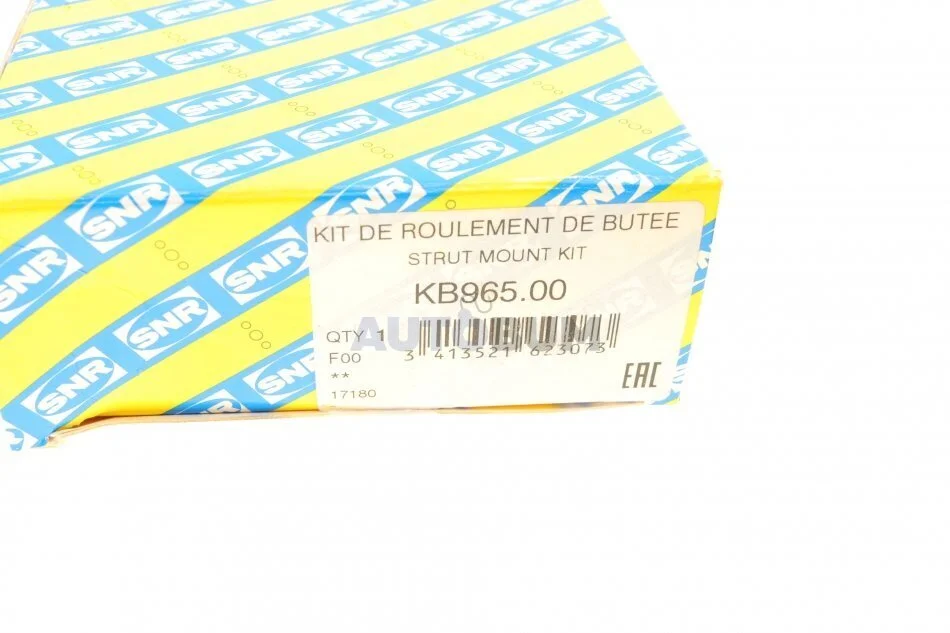 SNR
KIT DE ROULEMENT DE BUTEE
STRUT MOUNT KIT
KB965.00
QTY 1
F00
**
17180
3 413521 623073
EAC